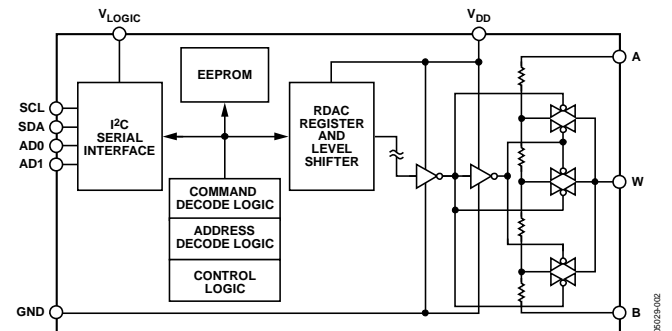 VLOGIC
VDD
A
EEPROM
SCL
SDA
AD0
AD1
I2C
SERIAL
INTERFACE
RDAC
REGISTER
AND
LEVEL
SHIFTER
W
COMMAND
DECODE LOGIC
ADDRESS
DECODE LOGIC
CONTROL
LOGIC
GND
B
05029-002